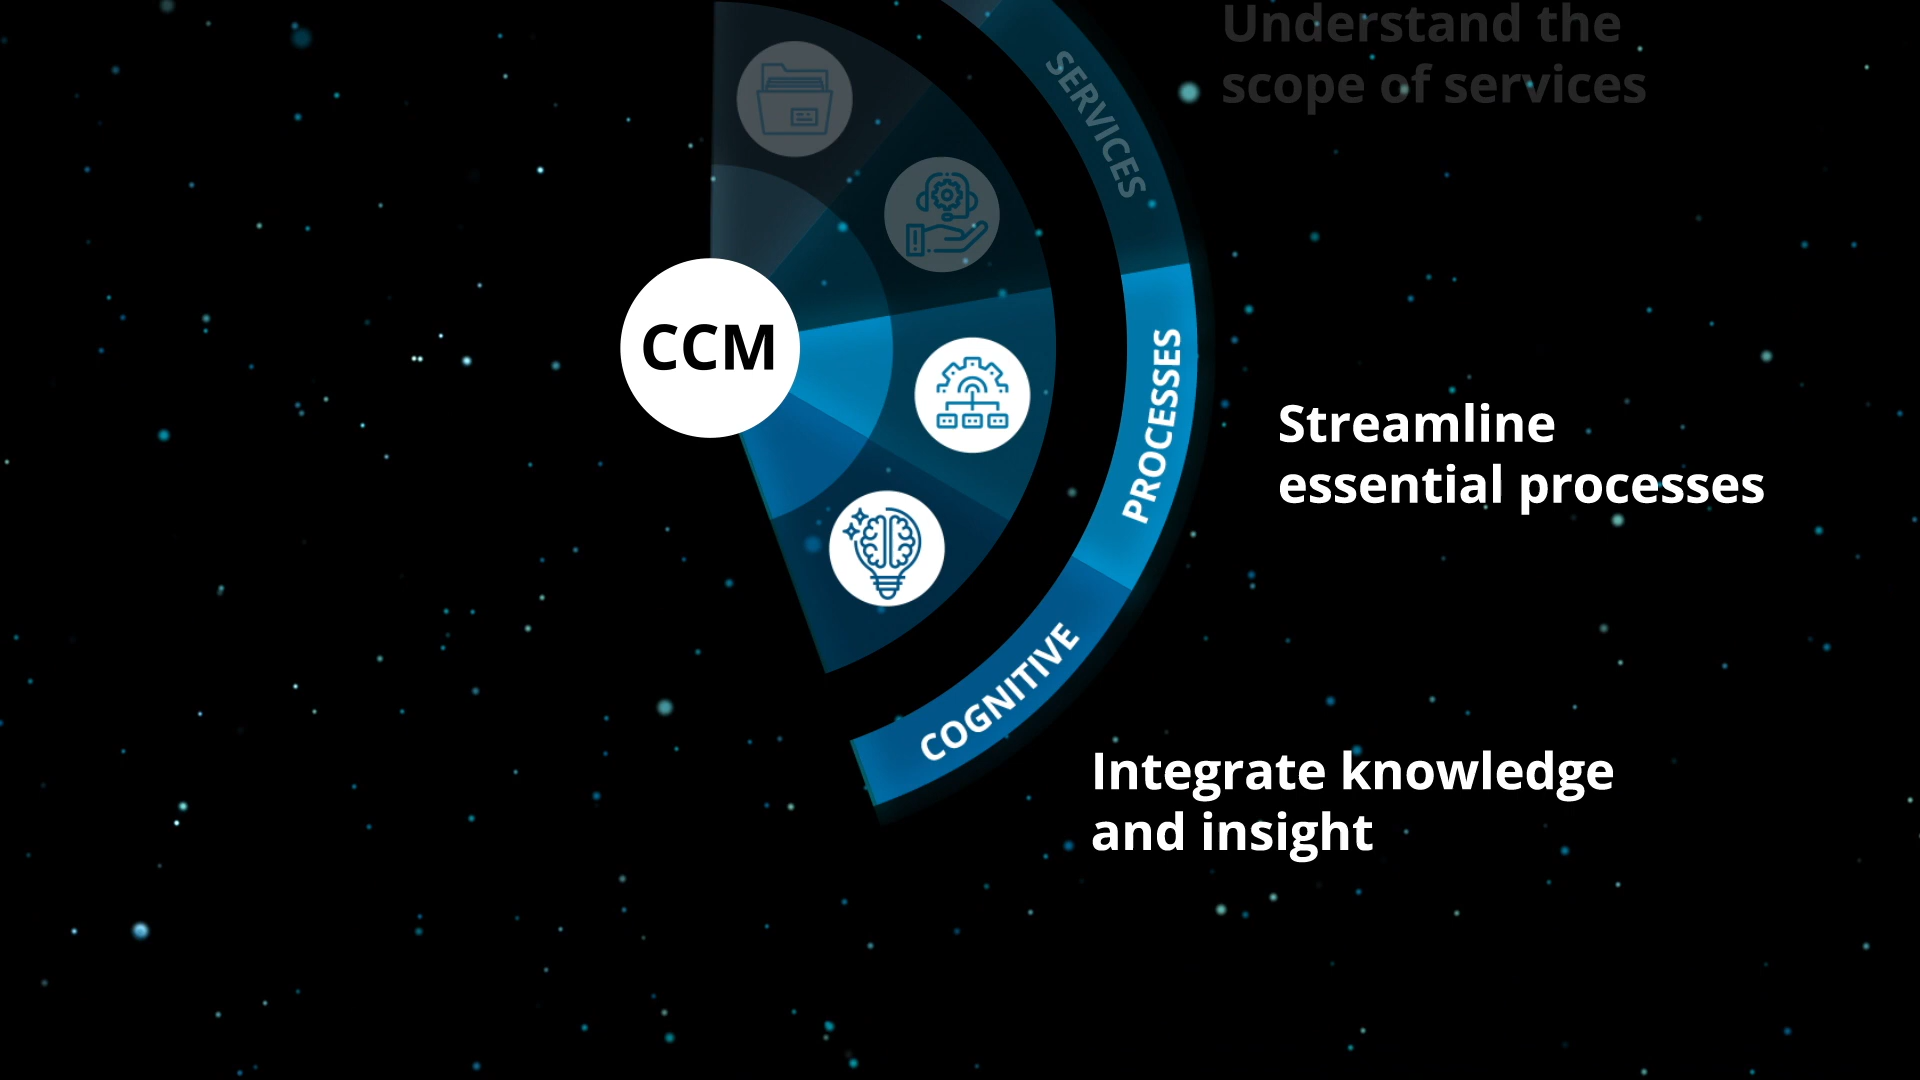 Understand the
scope of services
SERVICES
CCM
PROCESSES
Streamline
essential processes
COGNITIVE
Integrate knowledge
and insight